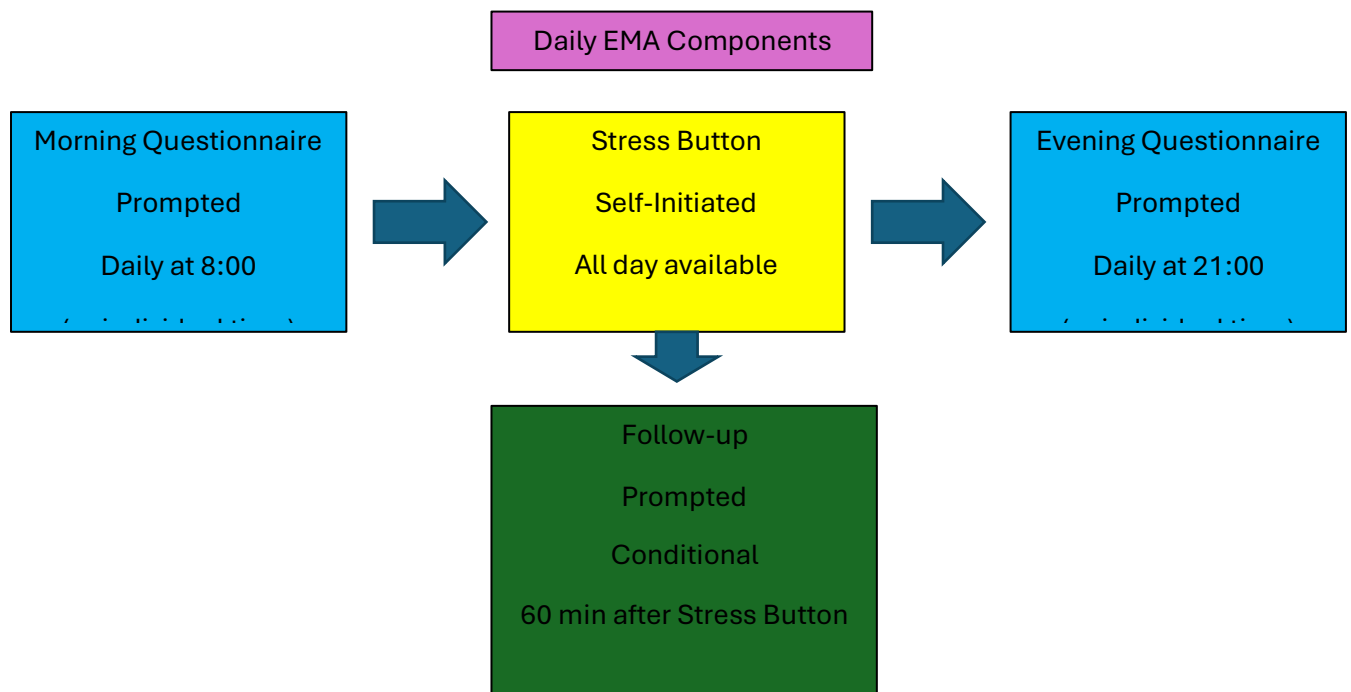 Daily EMA Components
Morning Questionnaire
Prompted
Daily at 8:00
Stress Button
Self-Initiated
All day available
Evening Questionnaire
Prompted
Daily at 21:00
Follow-up
Prompted
Conditional
60 min after Stress Button